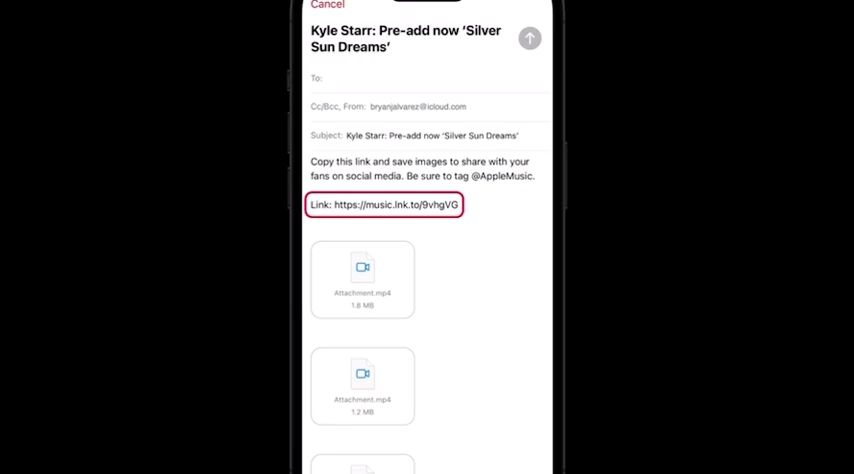 Cancel
Kyle Starr: Pre-add now ‘Silver
Sun Dreams’
To:
Cc/Bcc, From: bryanjalvarez@icloud.com
Subject: Kyle Starr: Pre-add now ‘Silver Sun Dreams’
Copy this link and save images to share with your
fans on social media. Be sure to tag @AppleMusic.
Link: https://music.lnk.to/9vhgVG
Attachment.mp4
1.8 MB
Attachment.mp4
1.2 MB